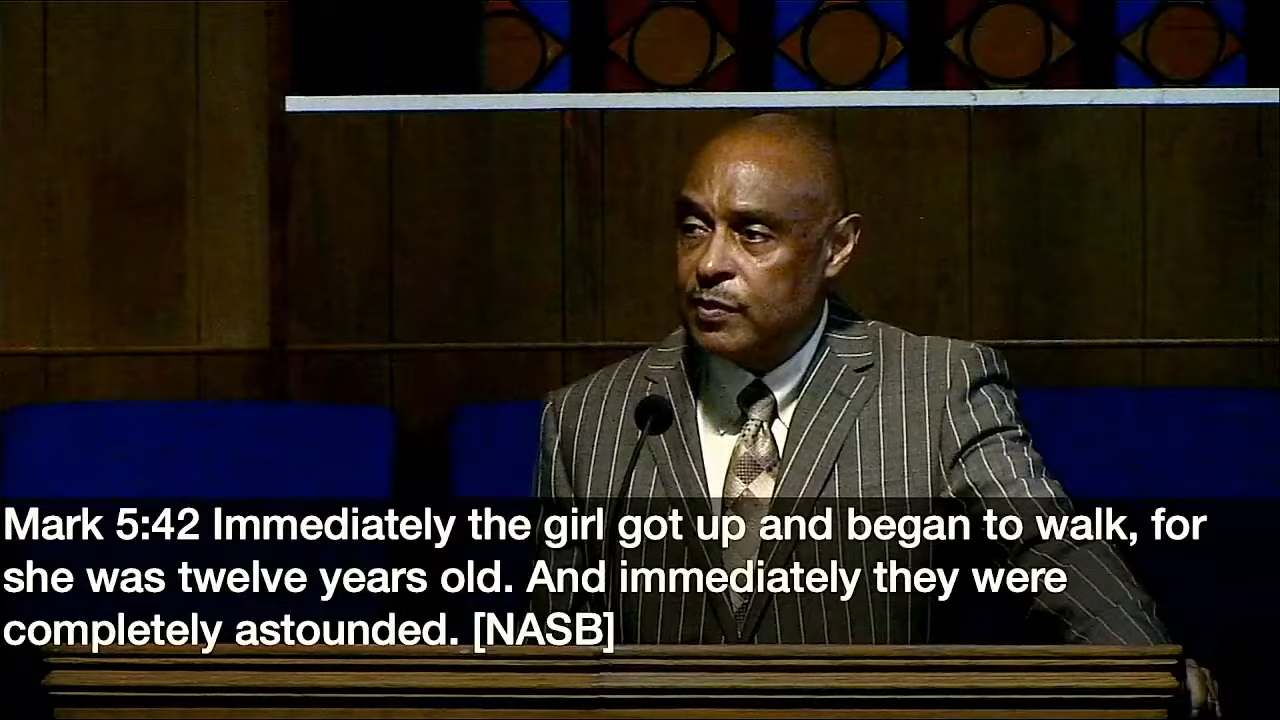 Mark 5:42 Immediately the girl got up and began to walk, for
she was twelve years old. And immediately they were
completely astounded. [NASB]